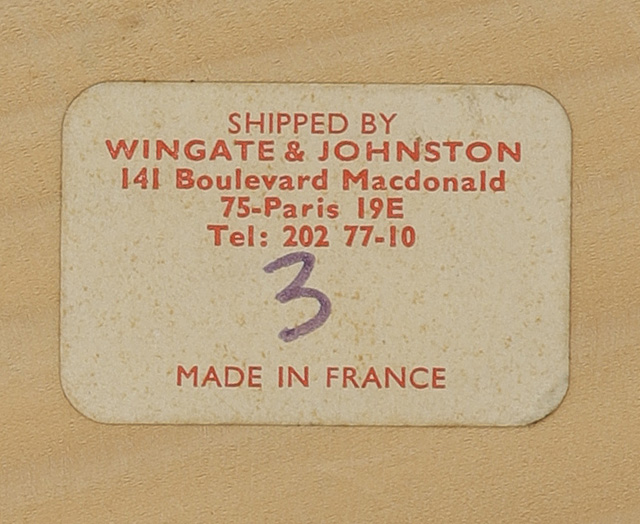 SHIPPED BY
WINGATE & JOHNSTON
141 Boulevard Macdonald
75-Paris 19E
Tel: 202 77-10
3
MADE IN FRANCE